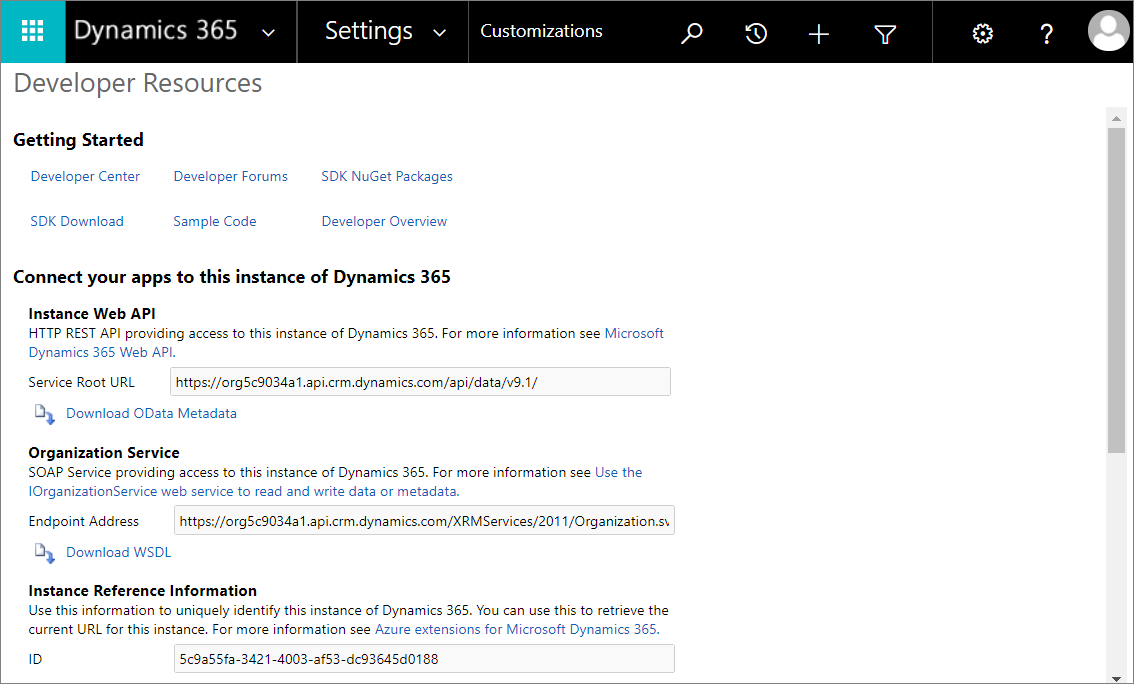 Dynamics 365 Settings Customizations ?
Developer Resources
Getting Started
Developer Center Developer Forums SDK NuGet Packages
SDK Download Sample Code Developer Overview
Connect your apps to this instance of Dynamics 365
Instance Web API
HTTP REST API providing access to this instance of Dynamics 365. For more information see Microsoft
Dynamics 365 Web API.
Service Root URL https://org5c9034a1.api.crm.dynamics.com/api/data/v9.1/
Download OData Metadata
Organization Service
SOAP Service providing access to this instance of Dynamics 365. For more information see Use the
IOrganizationService web service to read and write data or metadata.
Endpoint Address https://org5c9034a1.api.crm.dynamics.com/XRMServices/2011/Organization.sv
Download WSDL
Instance Reference Information
Use this information to uniquely identify this instance of Dynamics 365. You can use this to retrieve the
current URL for this instance. For more information see Azure extensions for Microsoft Dynamics 365.
ID 5c9a55fa-3421-4003-af53-dc93645d0188